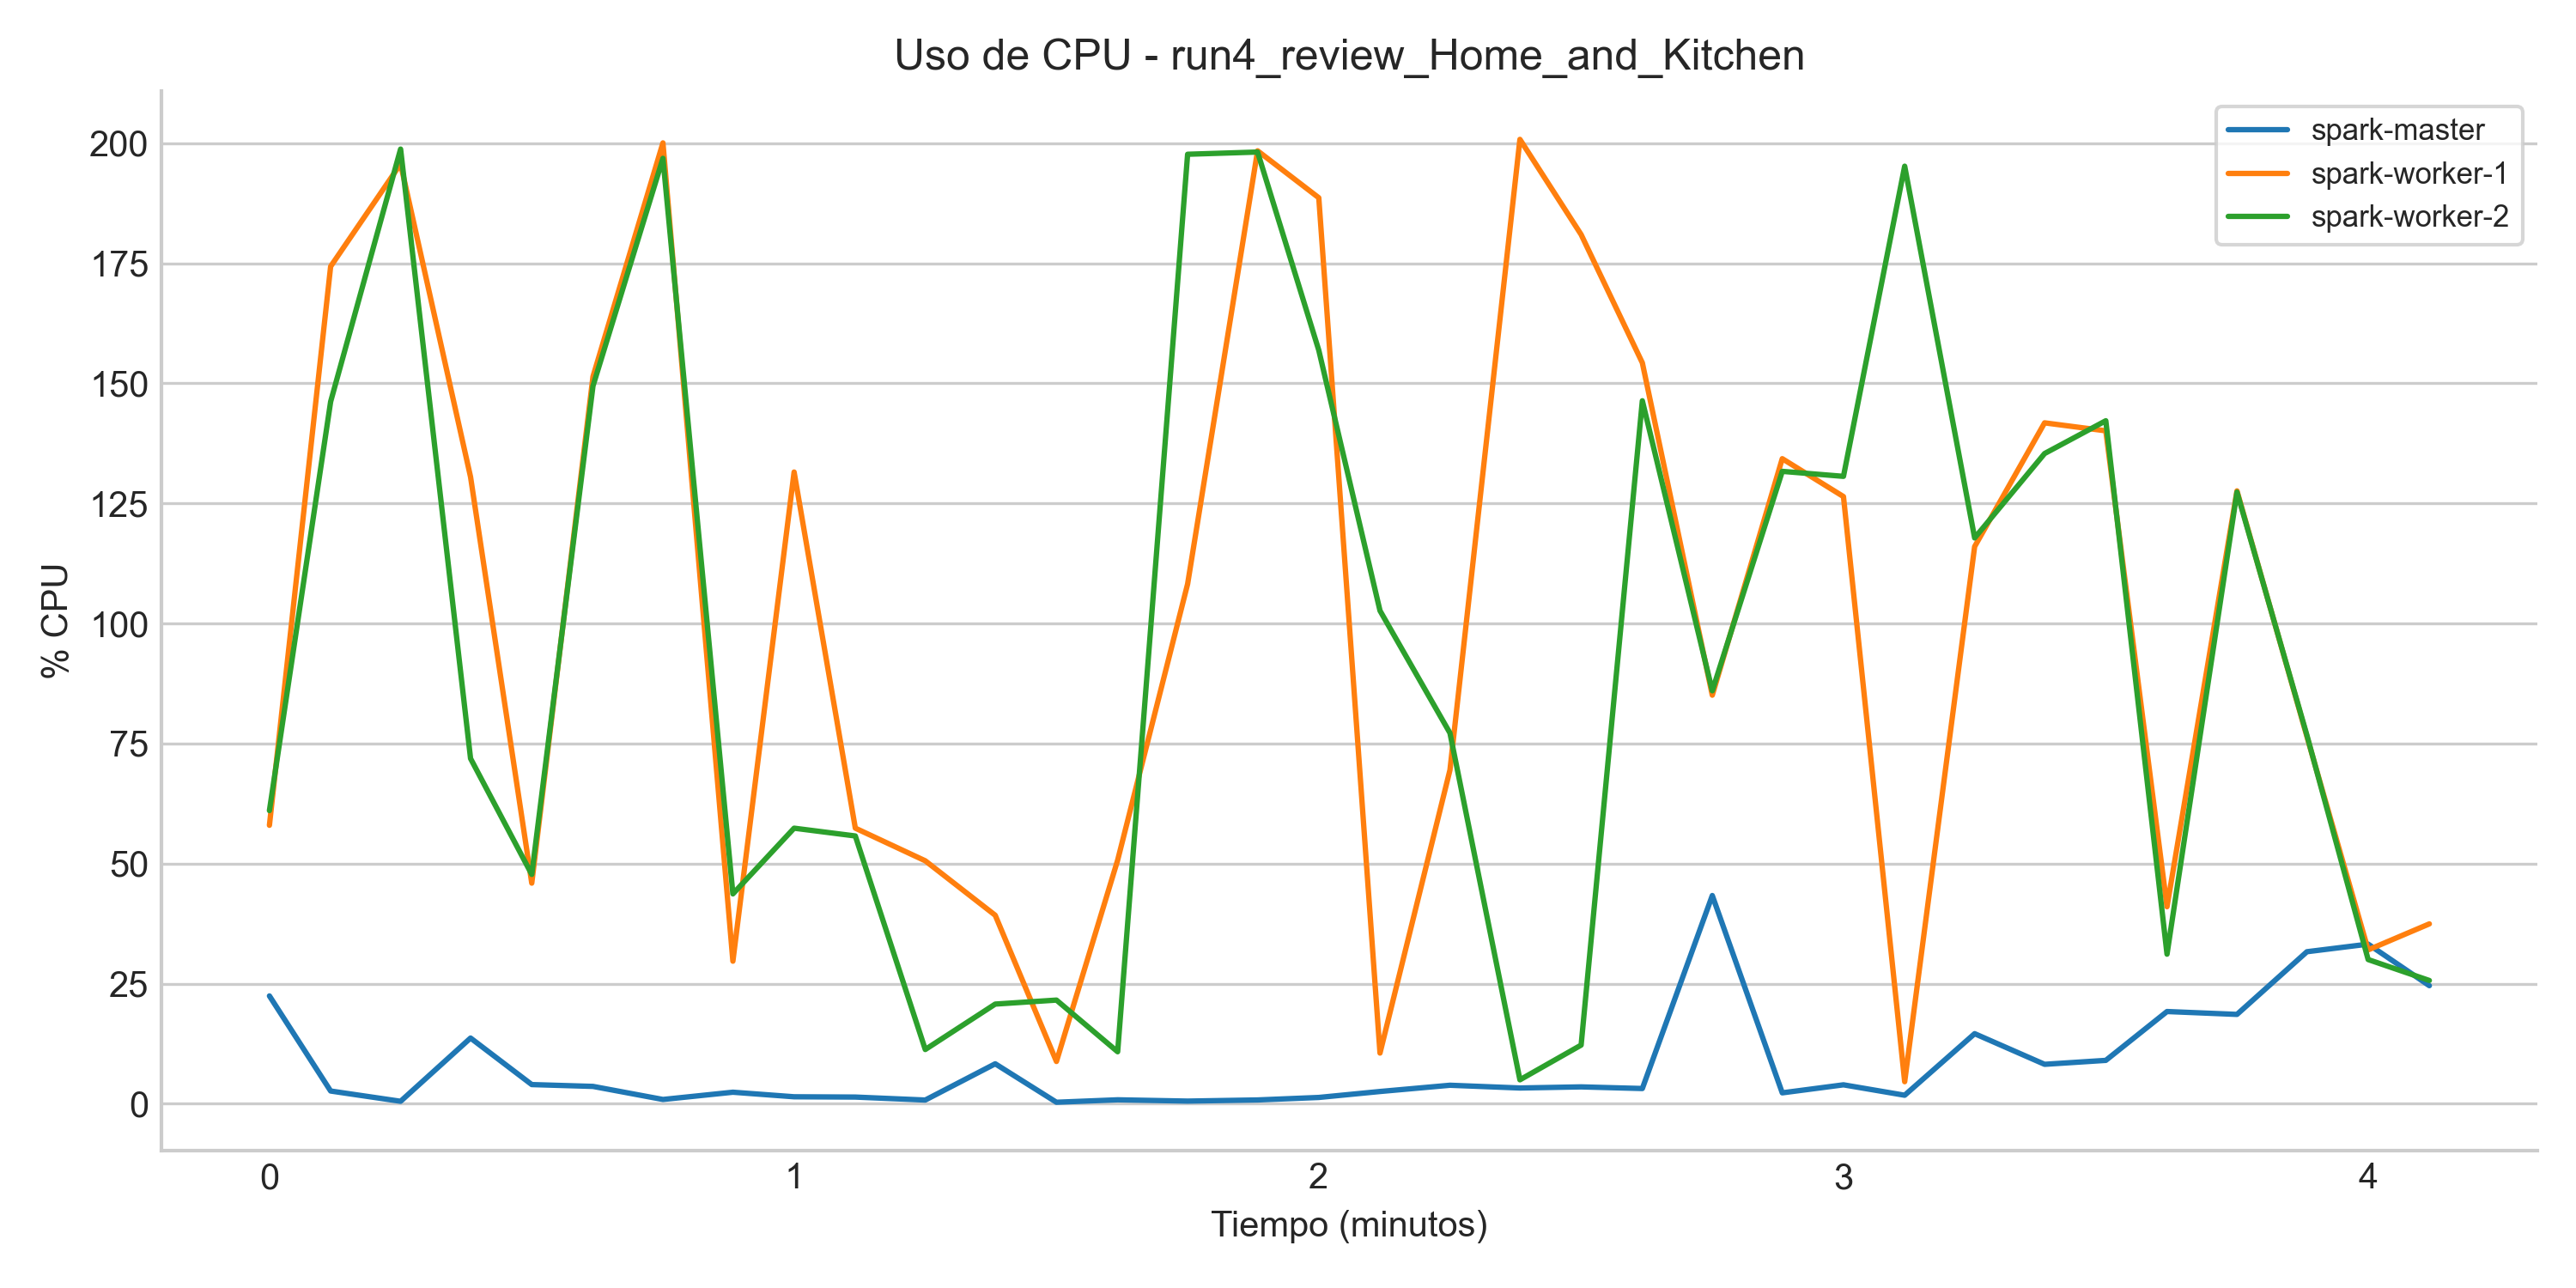 Uso de CPU - run4_review_Home_and_Kitchen
spark-master
spark-worker-1
spark-worker-2
% CPU
200
175
150
125
100
75
50
25
0
0 1 2 3 4
Tiempo (minutos)